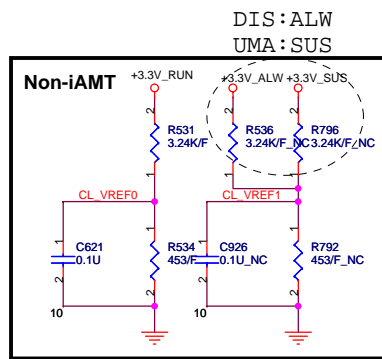 DIS:ALW
UMA:SUS
Non-iAMT
+3.3V_RUN
+3.3V_ALW
+3.3V_SUS
2
2
2
R531
3.24K/F
R536
3.24K/F_NC
R796
3.24K/F_NC
1
1
1
CL_VREF0
CL_VREF1
1
1
1
1
C621
0.1U
R534
453/F
C926
0.1U_NC
R792
453/F_NC
2
2
2
2
10
10